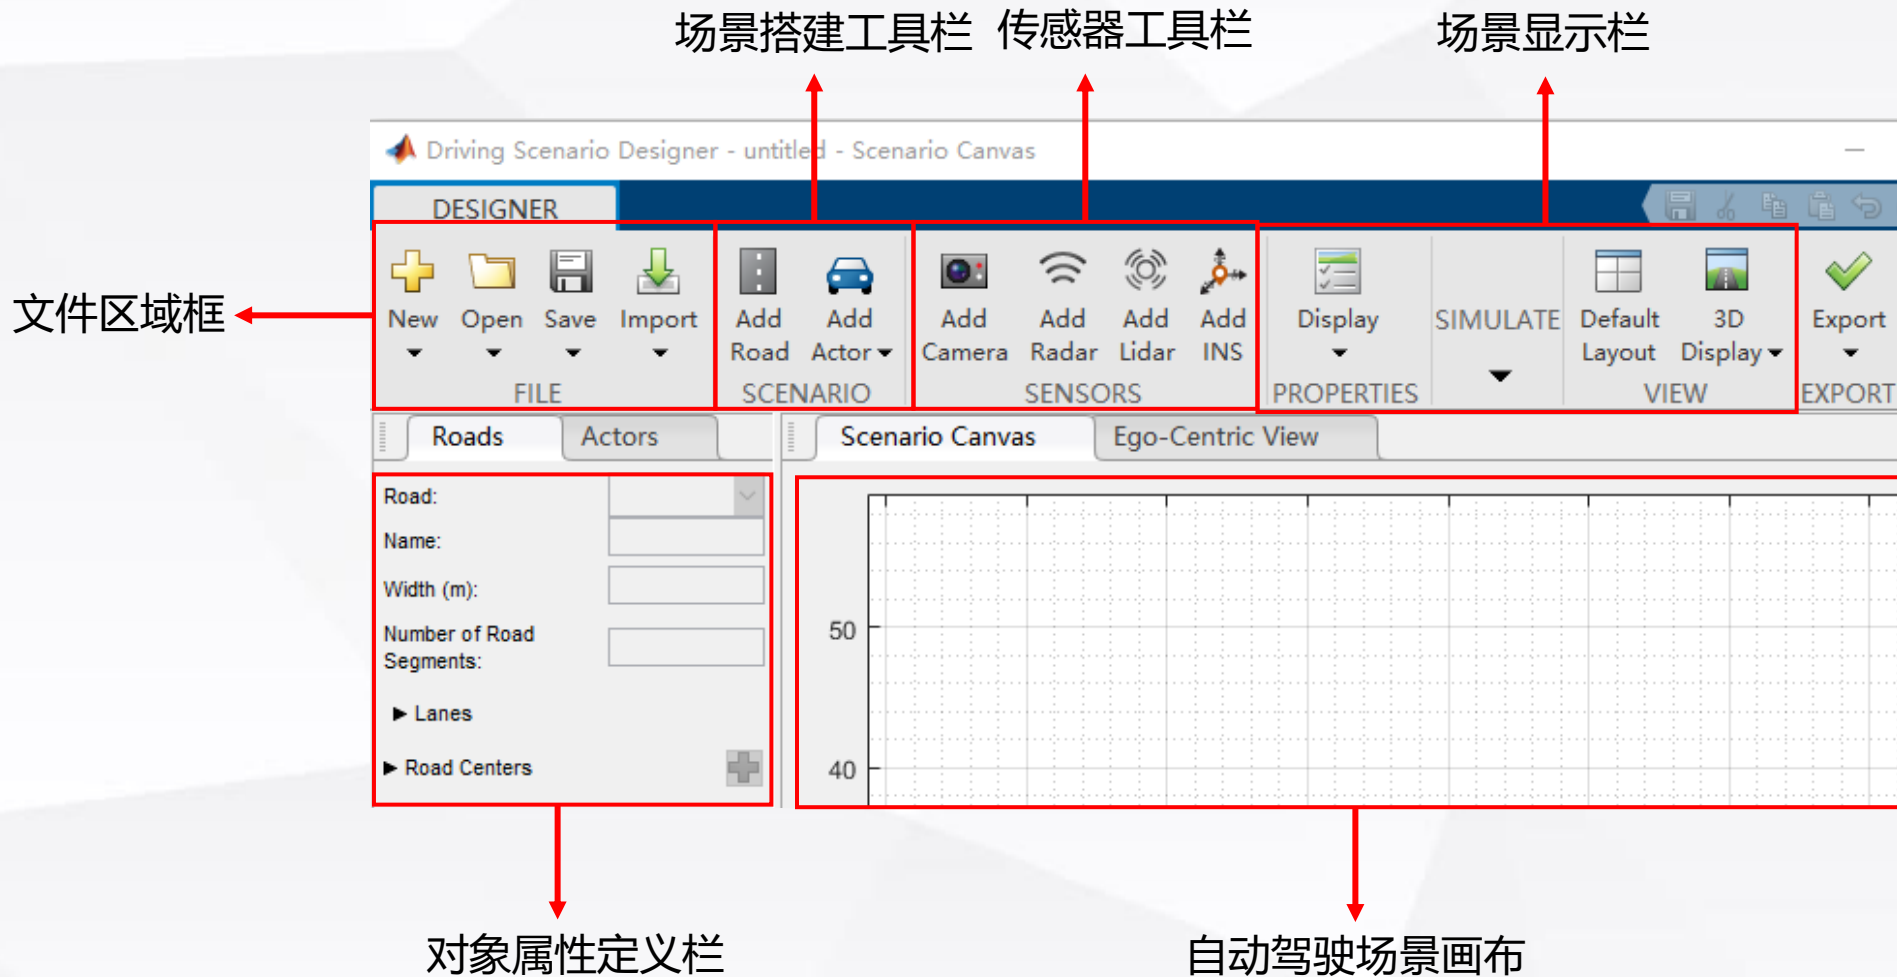 场景搭建工具栏 传感器工具栏 场景显示栏
Driving Scenario Designer - untitled - Scenario Canvas
DESIGNER
文件区域框
New Open Save Import Add Add Add Add Add Add Display SIMULATE Default 3D Export
Road Actor Camera Radar Lidar INS Layout Display
FILE SCENARIO SENSORS PROPERTIES VIEW EXPORT
Roads Actors Scenario Canvas Ego-Centric View
Road:
Name:
Width (m):
Number of Road
Segments:
Lanes
Road Centers
50
40
对象属性定义栏 自动驾驶场景画布